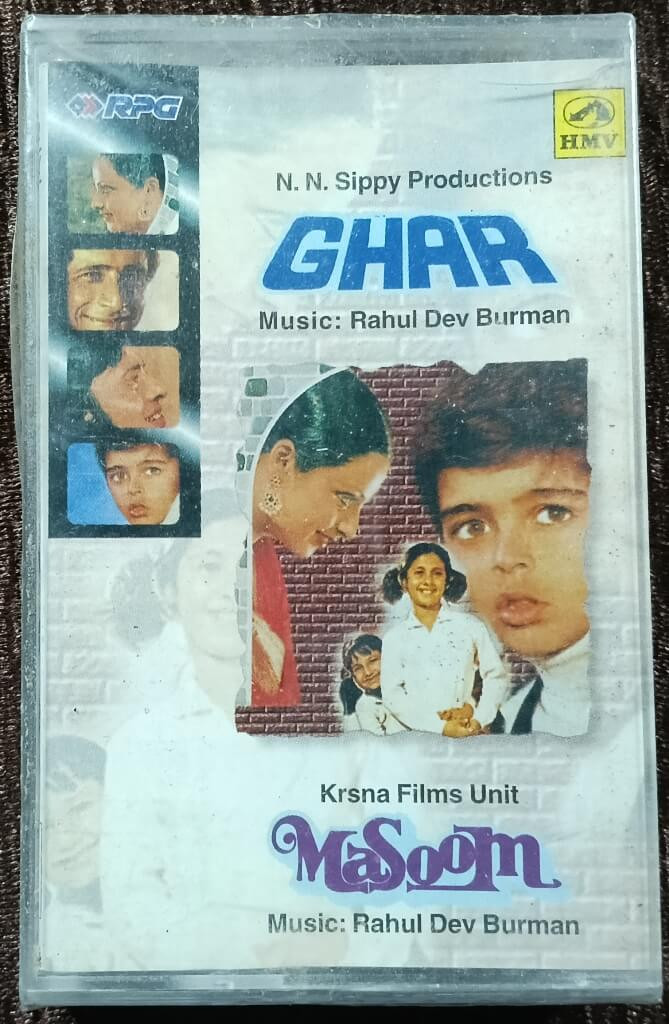 RPG
HMV
N. N. Sippy Productions
GHAR
Music: Rahul Dev Burman
Krsna Films Unit
MaSoom
Music: Rahul Dev Burman